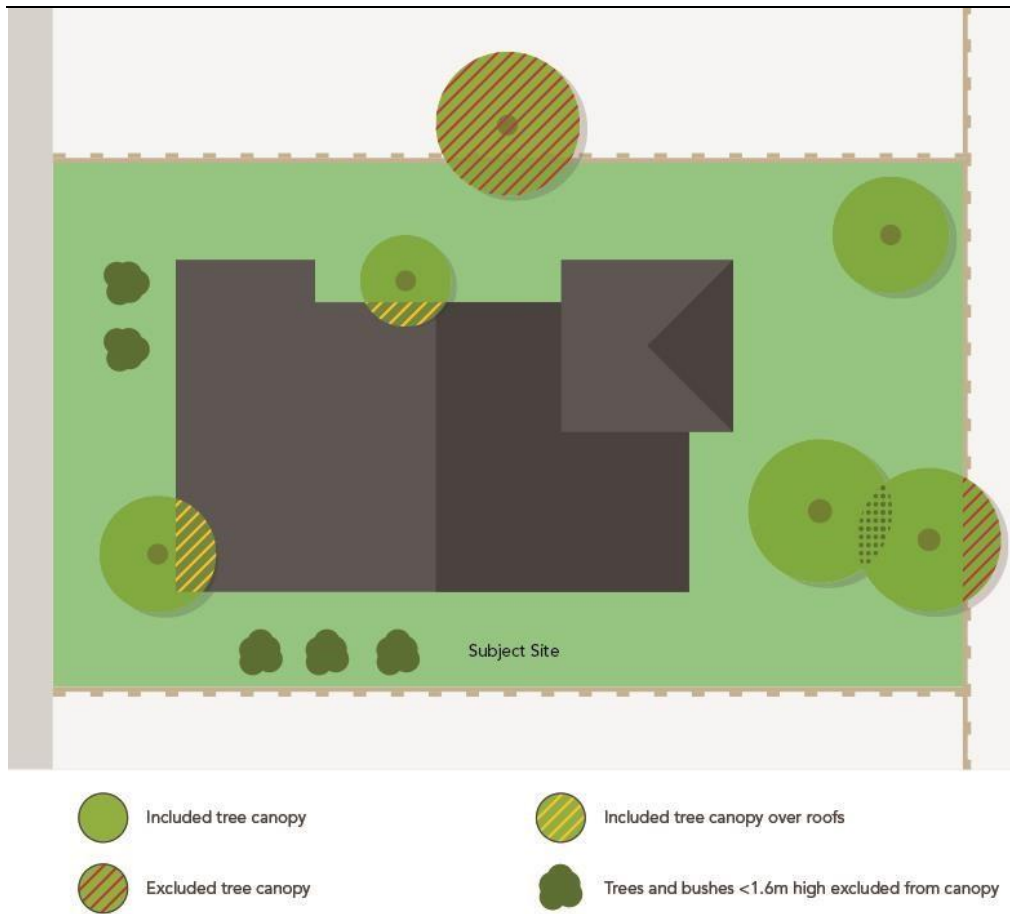 Subject Site
Included tree canopy
Included tree canopy over roofs
Excluded tree canopy
Trees and bushes <1.6m high excluded from canopy